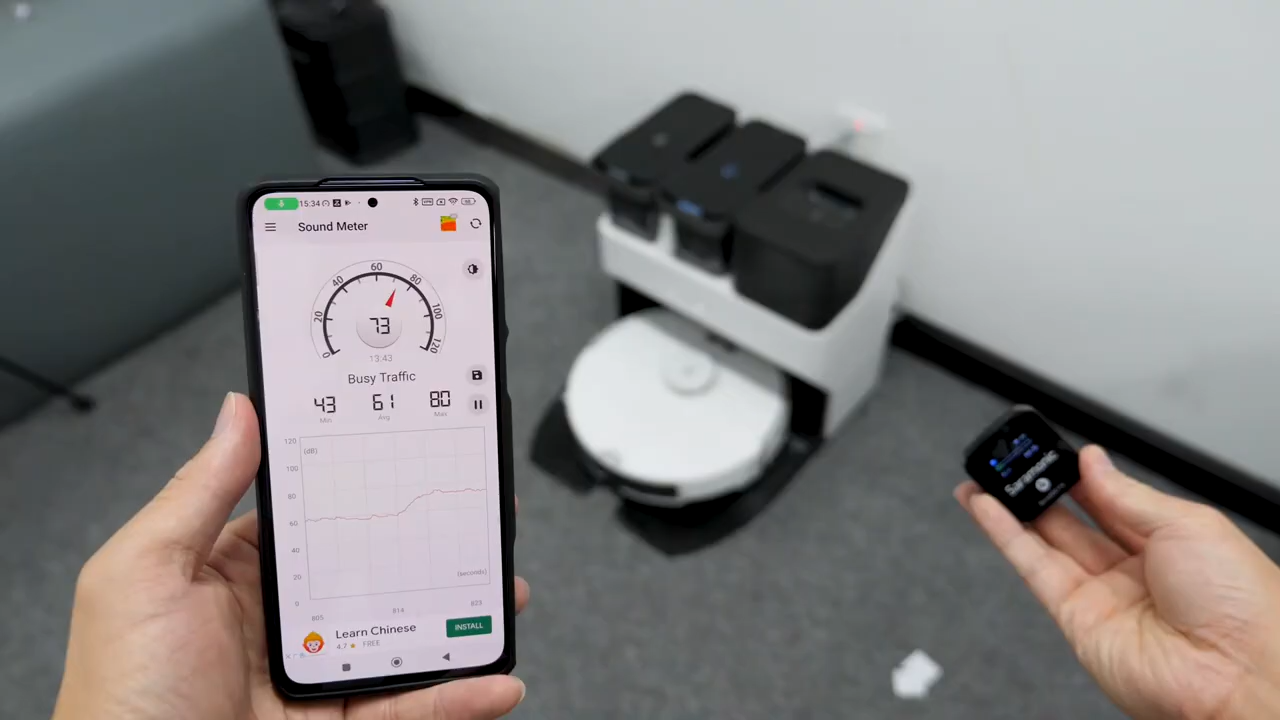 15:34
Sound Meter
0
20
40
60
80
100
120
73
13:43
Busy Traffic
43 61 80
Min Avg Max
120
(dB)
100
80
60
40
20
0
(seconds)
805 814 823
Learn Chinese
4.7 ★ FREE
INSTALL
Saramonic